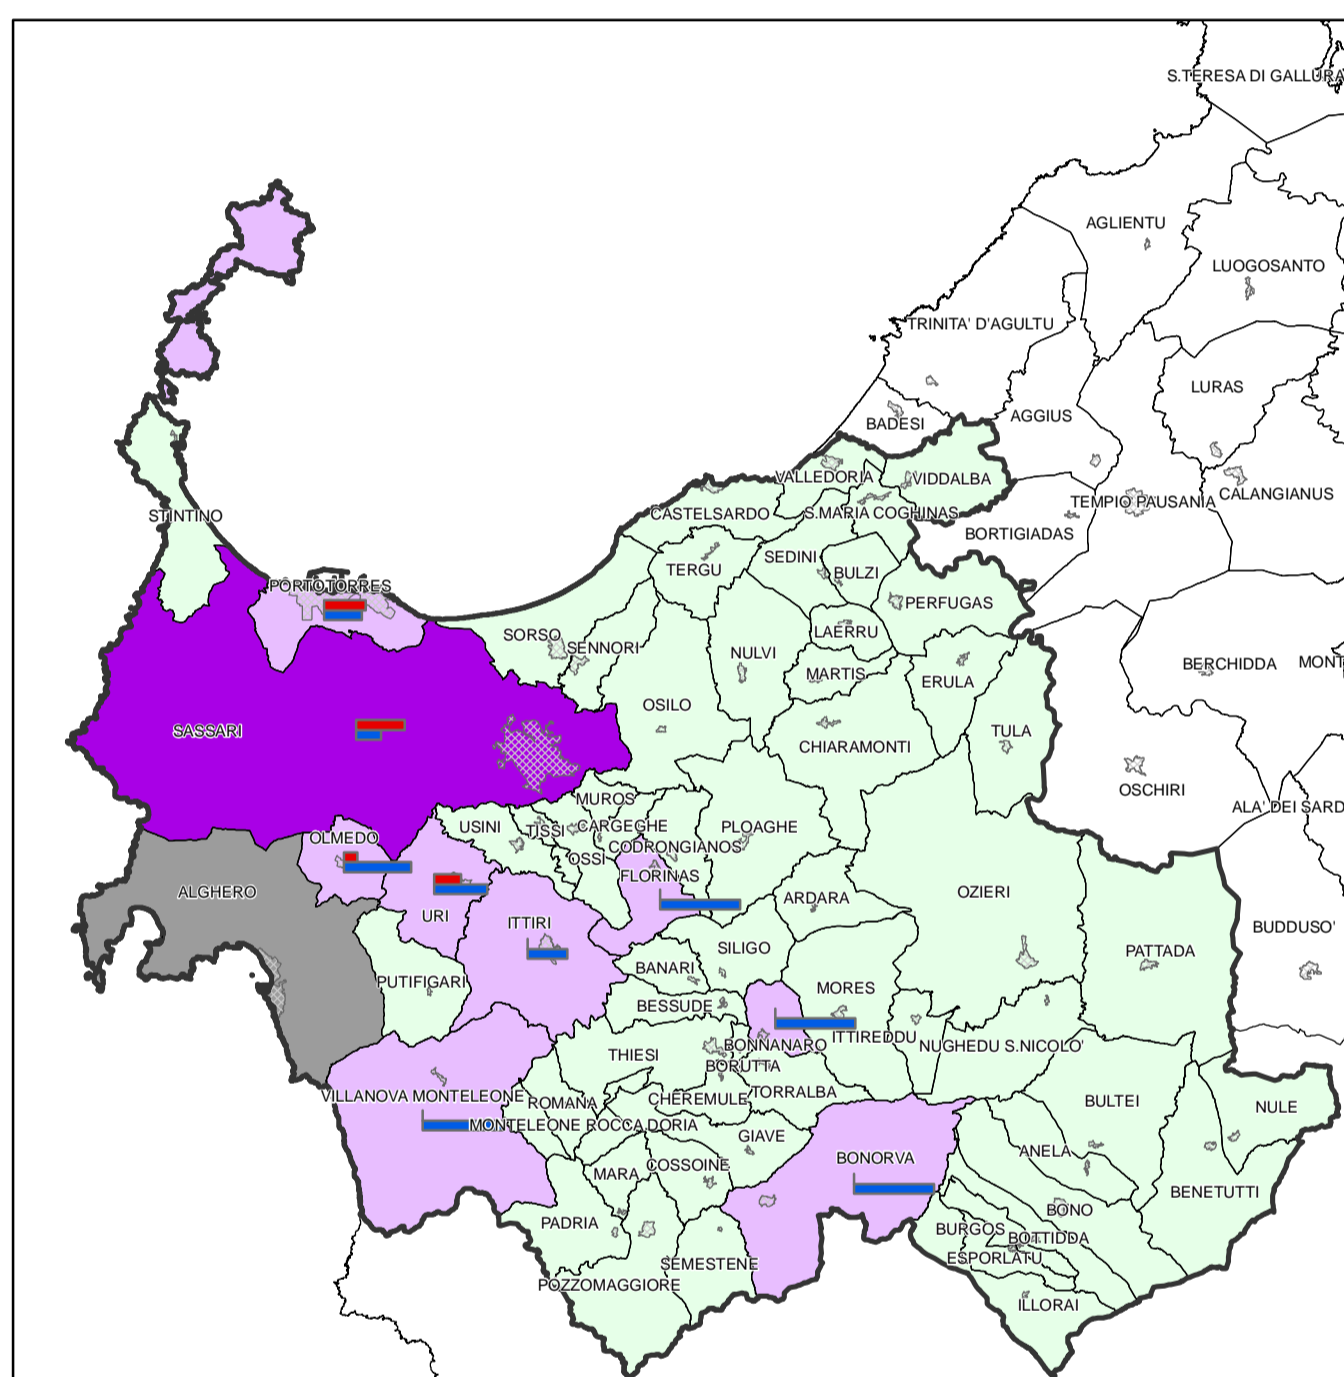 S.TERESA DI GALLURA
AGLIENTU
LUOGOSANTO
TRINITA' D'AGULTU
LURAS
BADESI
AGGIUS
VALLEDORIA
VIDDALBA
CALANGIANUS
TEMPIO PAUSANIA
STINTINO
CASTELSARDO
S.MARIA COGHINAS
BORTIGIADAS
SEDINI
TERGU
BULZI
PORTOTORRES
PERFUGAS
SORSO
LAERRU
SENNORI
NULVI
BERCHIDDA
MONT
MARTIS
ERULA
OSILO
SASSARI
TULA
CHIARAMONTI
OSCHIRI
MUROS
ALA' DEI SARD
USINI
TISSI
CARGEGHE
PLOAGHE
OLMEDO
CODRONGIANOS
OSSI
FLORINAS
ALGHERO
OZIERI
ARDARA
URI
ITTIRI
BUDDUSO'
SILIGO
PATTADA
BANARI
PUTIFIGARI
MORES
BESSUDE
ITTIREDDU
BONNANARO
NUGHEDU S.NICOLO'
THIESI
BORUTTA
TORRALBA
VILLANOVA MONTELEONE
CHEREMULE
BULTEI
ROMANA
NULE
MONTELEONE ROCCA DORIA
GIAVE
ANELA
BONORVA
COSSOINE
MARA
BENETUTTI
BONO
PADRIA
BURGOS
BOTTIDDA
ESPORLATU
SEMESTENE
POZZOMAGGIORE
ILLORAI